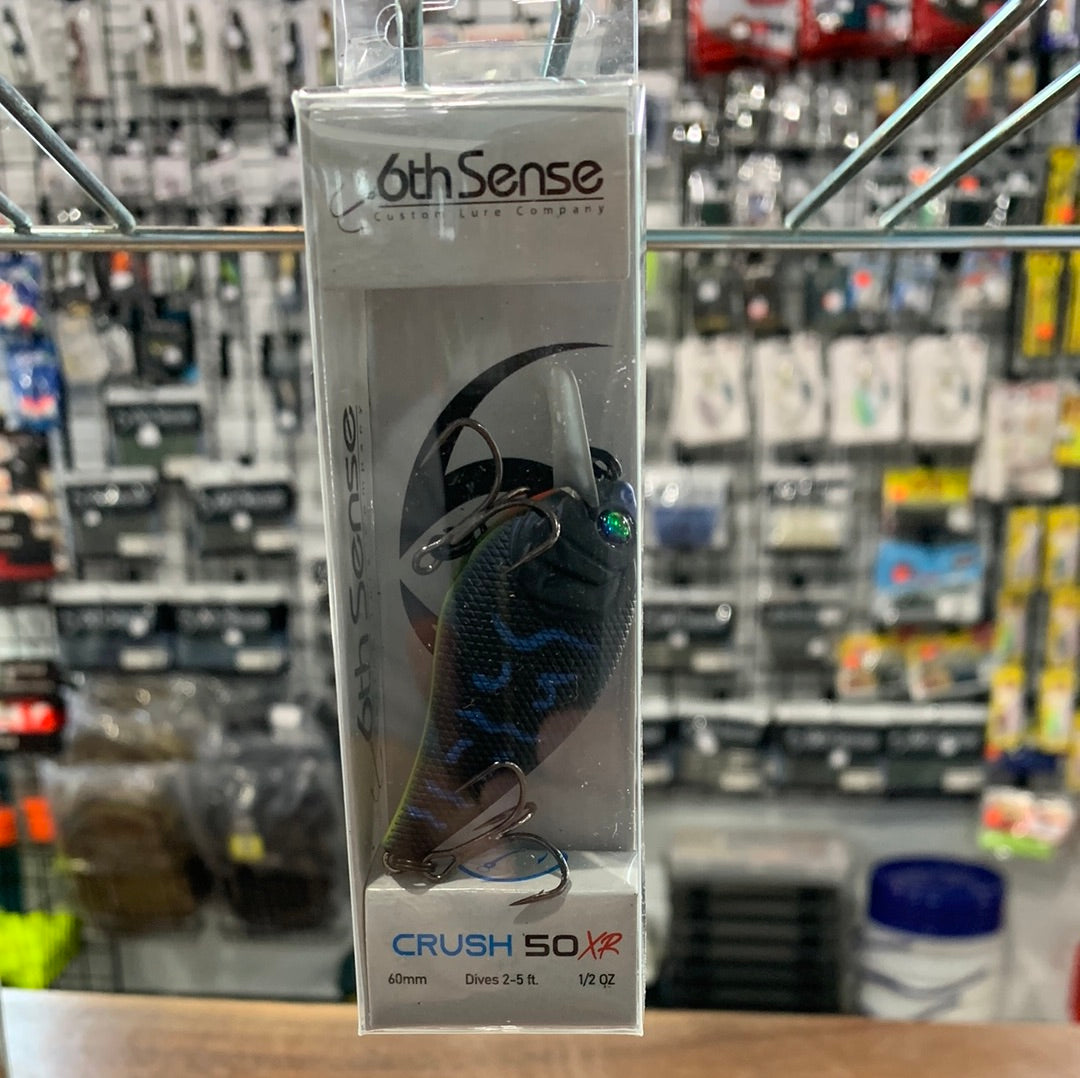 6th Sense
Custom Lure Company
6th Sense
CRUSH 50XR
60mm Dives 2-5 ft. 1/2 OZ